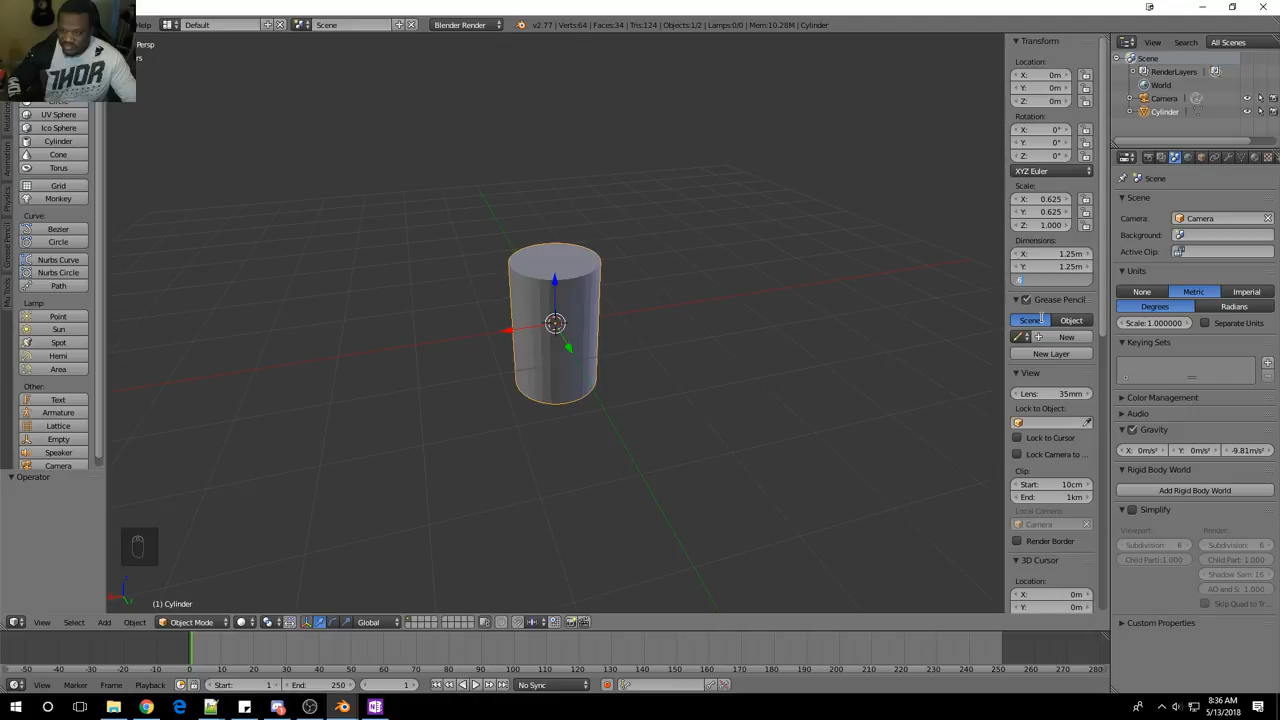 Help Default Scene Blender Render v2.77 | Verts:64 | Faces:34 | Tris:124 | Objects:1/2 | Lamps:0/0 | Mem:10.28M | Cylinder
View Search All Scenes
Scene
RenderLayers
World
Camera
Cylinder
THOR
Persp
Circle
UV Sphere
Ico Sphere
Cylinder
Cone
Torus
Grid
Monkey
Curve:
Bezier
Circle
Nurbs Curve
Nurbs Circle
Path
Lamp:
Point
Sun
Spot
Hemi
Area
Other:
Text
Armature
Lattice
Empty
Speaker
Camera
Operator
Relations
Animation
Physics
Grease Pencil
My Tools
(1) Cylinder
Transform
Location:
X: 0m
Y: 0m
Z: 0m
Rotation:
X: 0°
Y: 0°
Z: 0°
XYZ Euler
Scale:
X: 0.625
Y: 0.625
Z: 1.000
Dimensions:
X: 1.25m
Y: 1.25m
Grease Pencil...
Scene Object
New
New Layer
View
Lens: 35mm
Lock to Object:
Lock to Cursor
Lock Camera to ...
Clip:
Start: 10cm
End: 1km
Local Camera:
Camera
Render Border
3D Cursor
Location:
X: 0m
Y: 0m
Scene
Scene
Camera: Camera
Background:
Active Clip:
Units
None Metric Imperial
Degrees Radians
Scale: 1.000000 Separate Units
Keying Sets
Color Management
Audio
Gravity
X: 0m/s² Y: 0m/s² -9.81m/s²
Rigid Body World
Add Rigid Body World
Simplify
Viewport: Render:
Subdivision: 6 Subdivision: 6
Child Parti: 1.000 Child Parti: 1.000
Shadow Sam: 16
AO and S: 1.000
Skip Quad to Tr...
Custom Properties
View Select Add Object Object Mode Global
-50 -40 -30 -20 -10 0 10 20 30 40 50 60 70 80 90 100 110 120 130 140 150 160 170 180 190 200 210 220 230 240 250 260 270 280
View Marker Frame Playback Start: 1 End: 250 1 No Sync
8:36 AM
5/13/2018